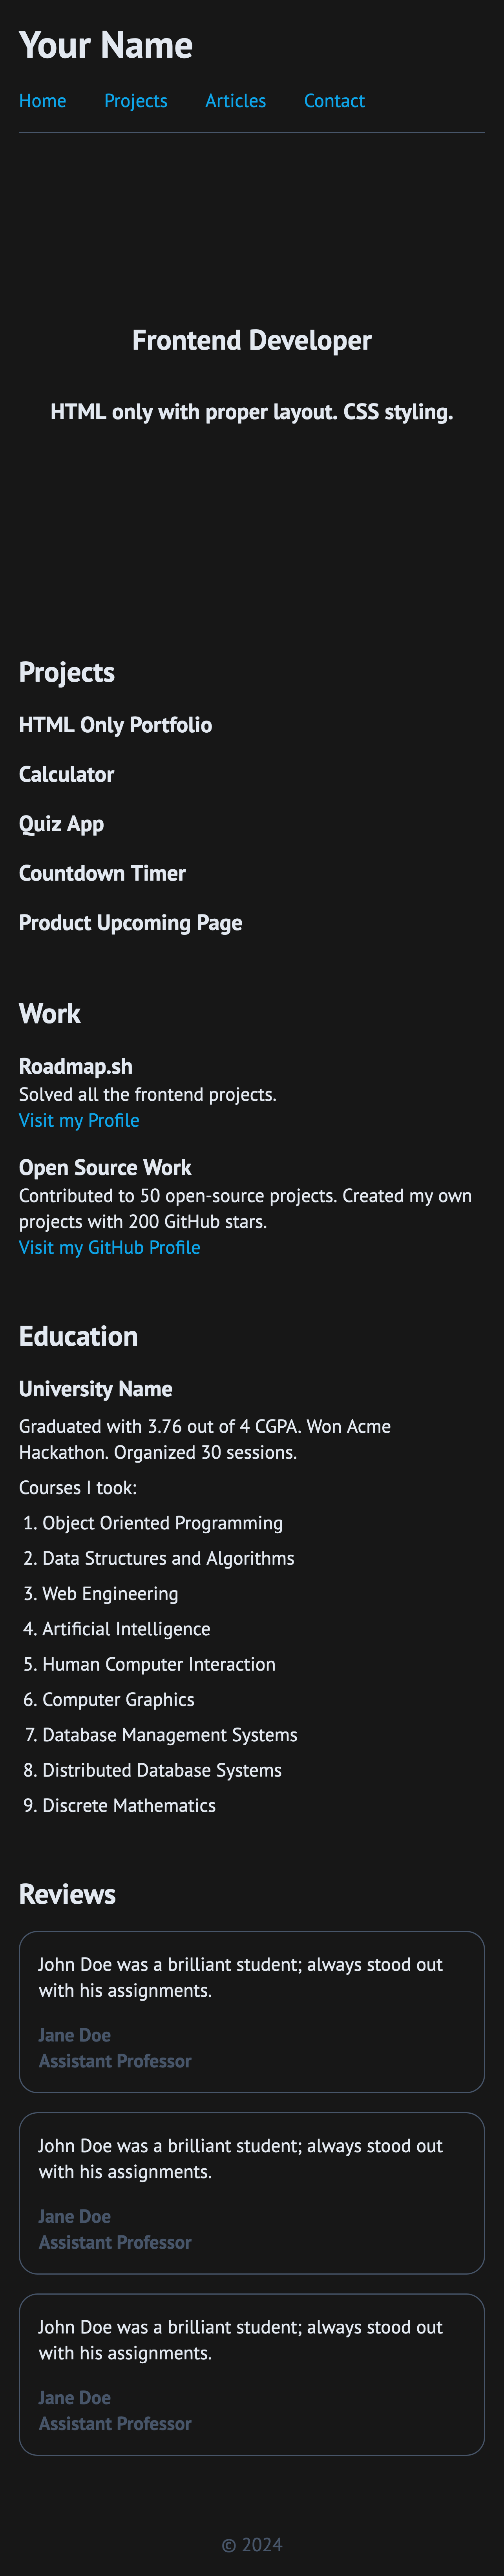 Your Name
Home Projects Articles Contact
Frontend Developer
HTML only with proper layout. CSS styling.
Projects
HTML Only Portfolio
Calculator
Quiz App
Countdown Timer
Product Upcoming Page
Work
Roadmap.sh
Solved all the frontend projects.
Visit my Profile
Open Source Work
Contributed to 50 open-source projects. Created my own
projects with 200 GitHub stars.
Visit my GitHub Profile
Education
University Name
Graduated with 3.76 out of 4 CGPA. Won Acme
Hackathon. Organized 30 sessions.
Courses I took:
1. Object Oriented Programming
2. Data Structures and Algorithms
3. Web Engineering
4. Artificial Intelligence
5. Human Computer Interaction
6. Computer Graphics
7. Database Management Systems
8. Distributed Database Systems
9. Discrete Mathematics
Reviews
John Doe was a brilliant student; always stood out
with his assignments.
Jane Doe
Assistant Professor
John Doe was a brilliant student; always stood out
with his assignments.
Jane Doe
Assistant Professor
John Doe was a brilliant student; always stood out
with his assignments.
Jane Doe
Assistant Professor
© 2024